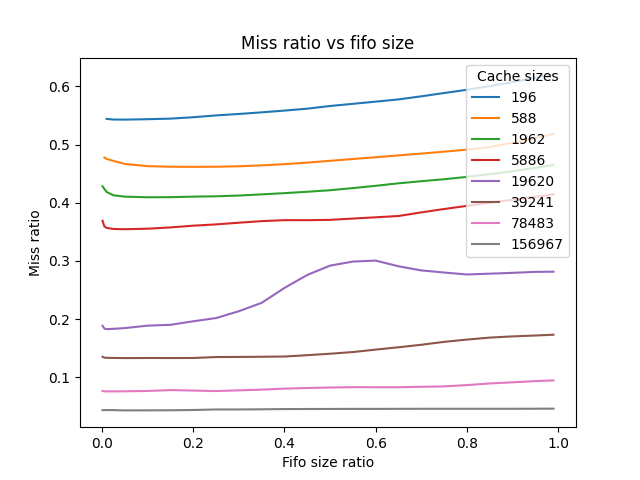 Miss ratio vs fifo size
Cache sizes
196
588
1962
5886
19620
39241
78483
156967
0.6
0.5
0.4
0.3
0.2
0.1
Miss ratio
0.0 0.2 0.4 0.6 0.8 1.0
Fifo size ratio